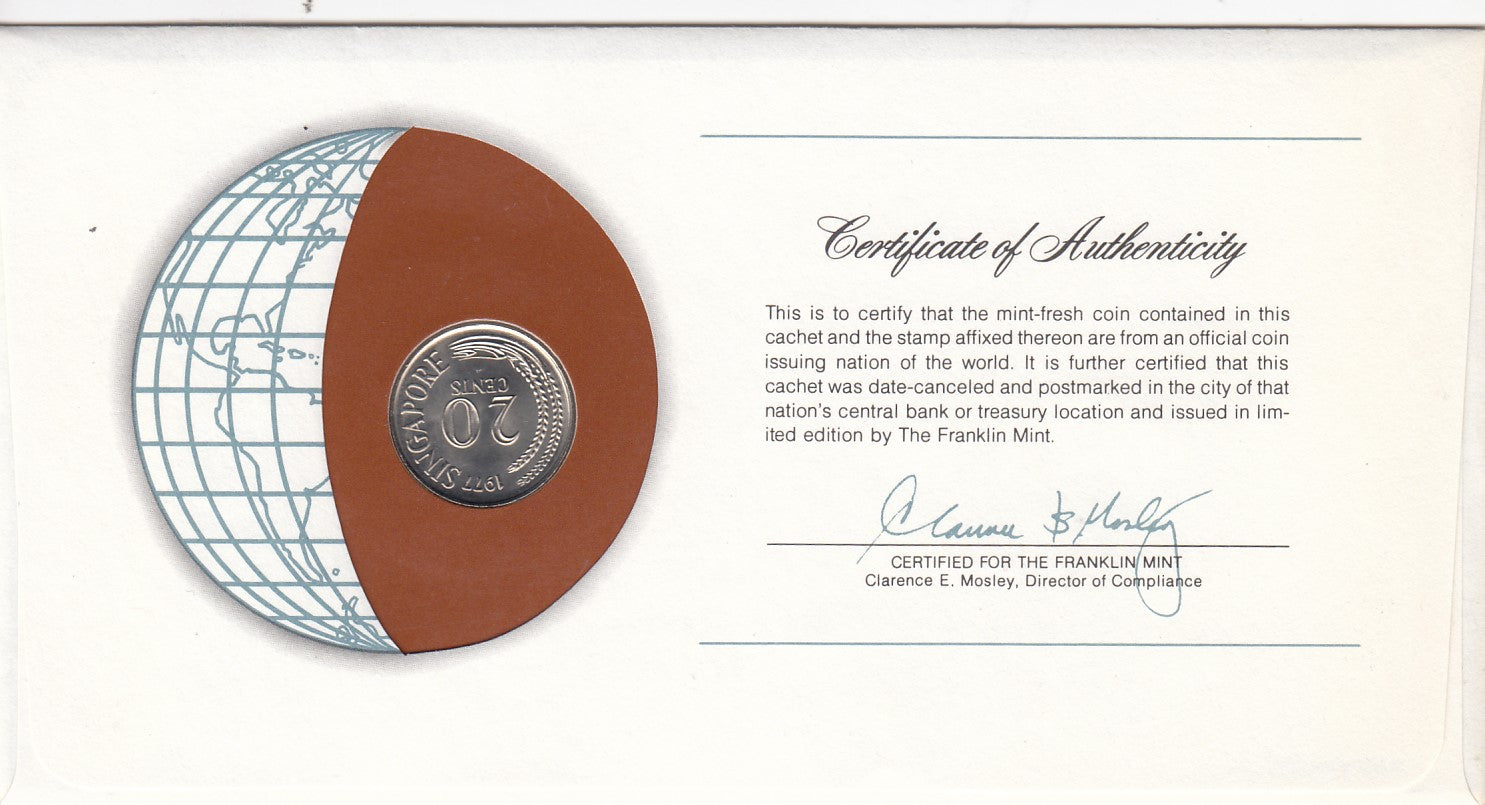 Certificate of Authenticity
This is to certify that the mint-fresh coin contained in this
cachet and the stamp affixed thereon are from an official coin
issuing nation of the world. It is further certified that this
cachet was date-canceled and postmarked in the city of that
nation's central bank or treasury location and issued in lim-
ited edition by The Franklin Mint.
Clarence B Mosley
CERTIFIED FOR THE FRANKLIN MINT
Clarence E. Mosley, Director of Compliance
SINGAPORE
1977
20
CENTS